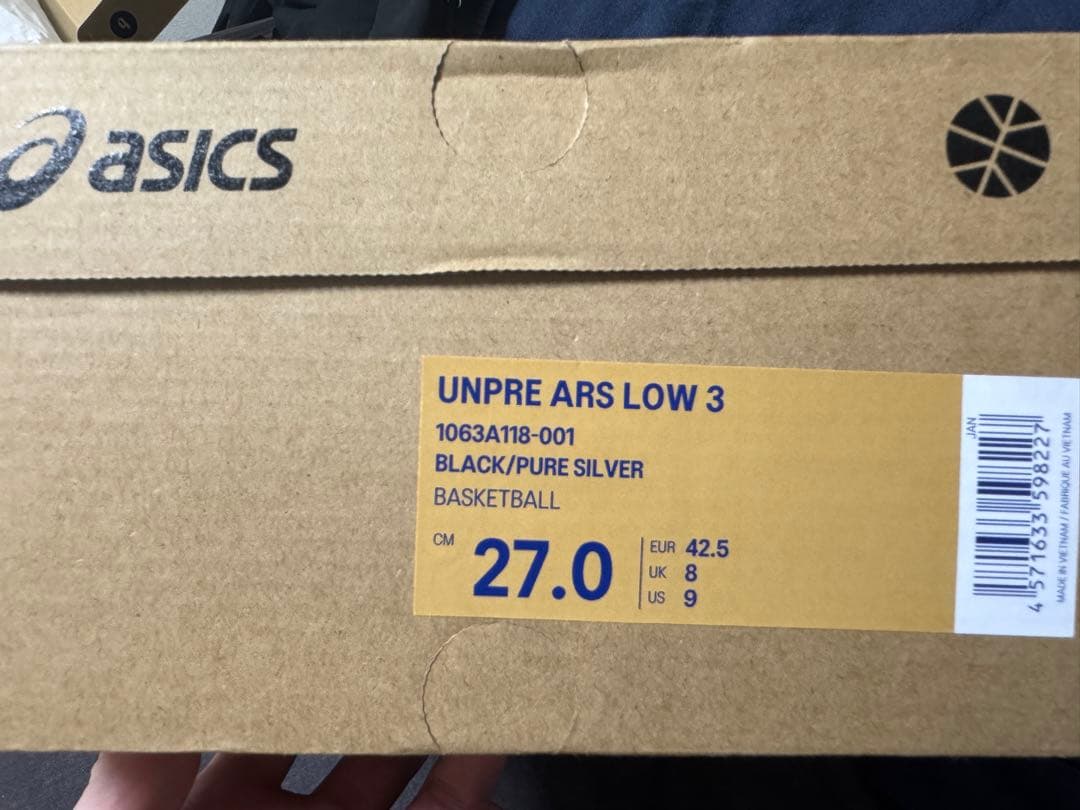 asics
UNPRE ARS LOW 3
1063A118-001
BLACK/PURE SILVER
BASKETBALL
CM 27.0
EUR 42.5
UK 8
US 9
JAN
4 571633 598227
MADE IN VIETNAM / FABRIQUÉ AU VIETNAM